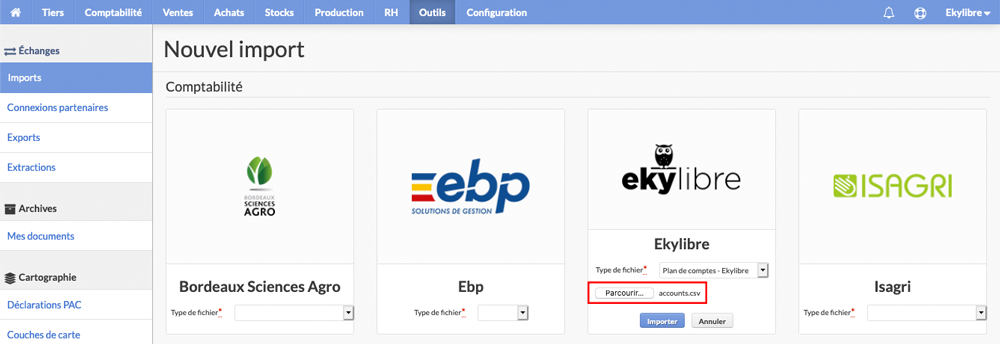 Tiers Comptabilité Ventes Achats Stocks Production RH Outils Configuration Ekylibre
Échanges
Imports
Connexions partenaires
Exports
Extractions
Archives
Mes documents
Cartographie
Déclarations PAC
Couches de carte
Nouvel import
Comptabilité
BORDEAUX
SCIENCES
AGRO
Bordeaux Sciences Agro
Type de fichier*
ebp
SOLUTIONS DE GESTION
Ebp
Type de fichier*
ekylibre
Ekylibre
Type de fichier* Plan de comptes - Ekylibre
Parcourir... accounts.csv
Importer Annuler
ISAGRI
Isagri
Type de fichier*